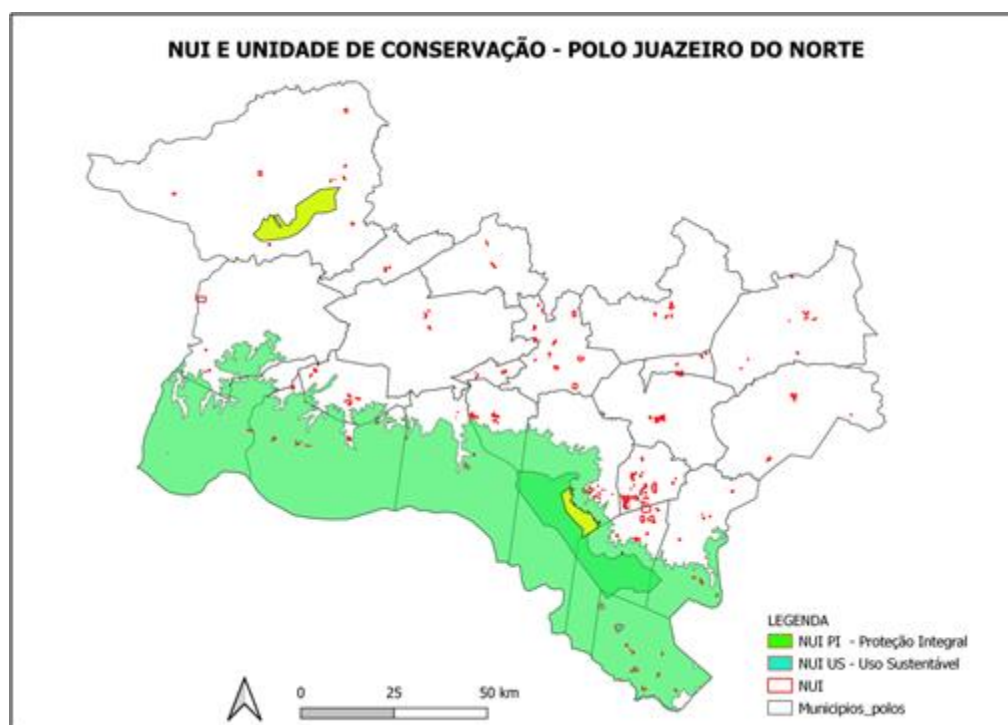 NUI E UNIDADE DE CONSERVAÇÃO - POLO JUAZEIRO DO NORTE
LEGENDA
NUI PI - Proteção Integral
NUI US - Uso Sustentável
NUI
Municipios_polos
0 25 50 km